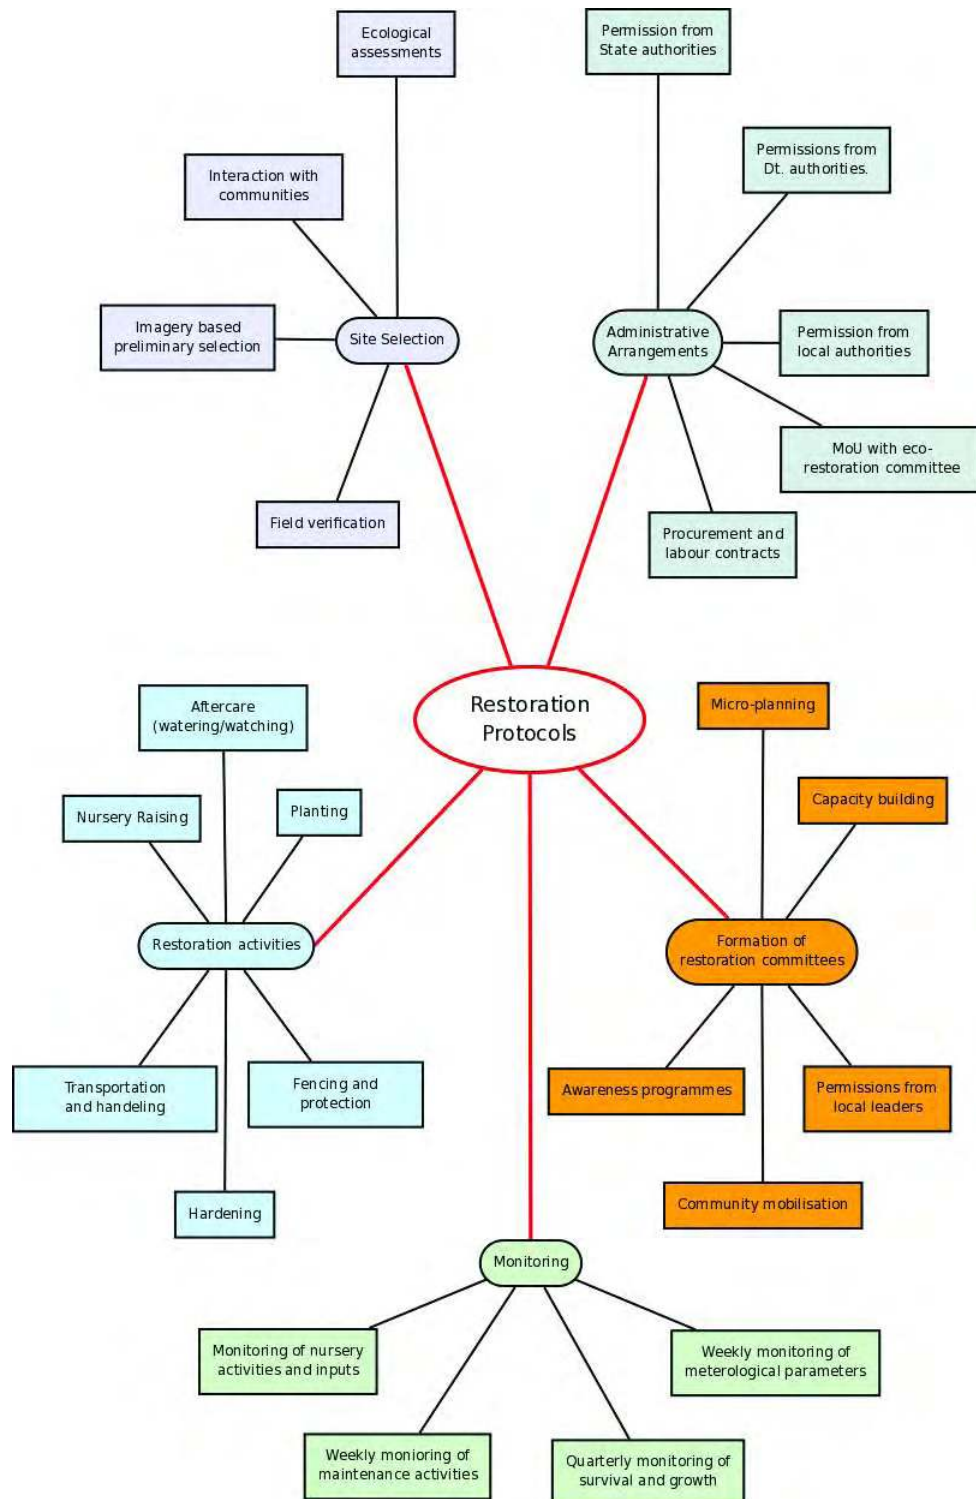 Ecological
assessments
Permission from
State authorities
Interaction with
communities
Permissions from
Dt. authorities.
Imagery based
preliminary selection
Site Selection
Administrative
Arrangements
Permission from
local authorities
MoU with eco-
restoration committee
Field verification
Procurement and
labour contracts
Restoration
Protocols
Aftercare
(watering/watching)
Nursery Raising
Planting
Restoration activities
Transportation
and handeling
Fencing and
protection
Hardening
Micro-planning
Capacity building
Formation of
restoration committees
Awareness programmes
Permissions from
local leaders
Community mobilisation
Monitoring
Monitoring of nursery
activities and inputs
Weekly monitoring of
meterological parameters
Weekly monioring of
maintenance activities
Quarterly monitoring of
survival and growth